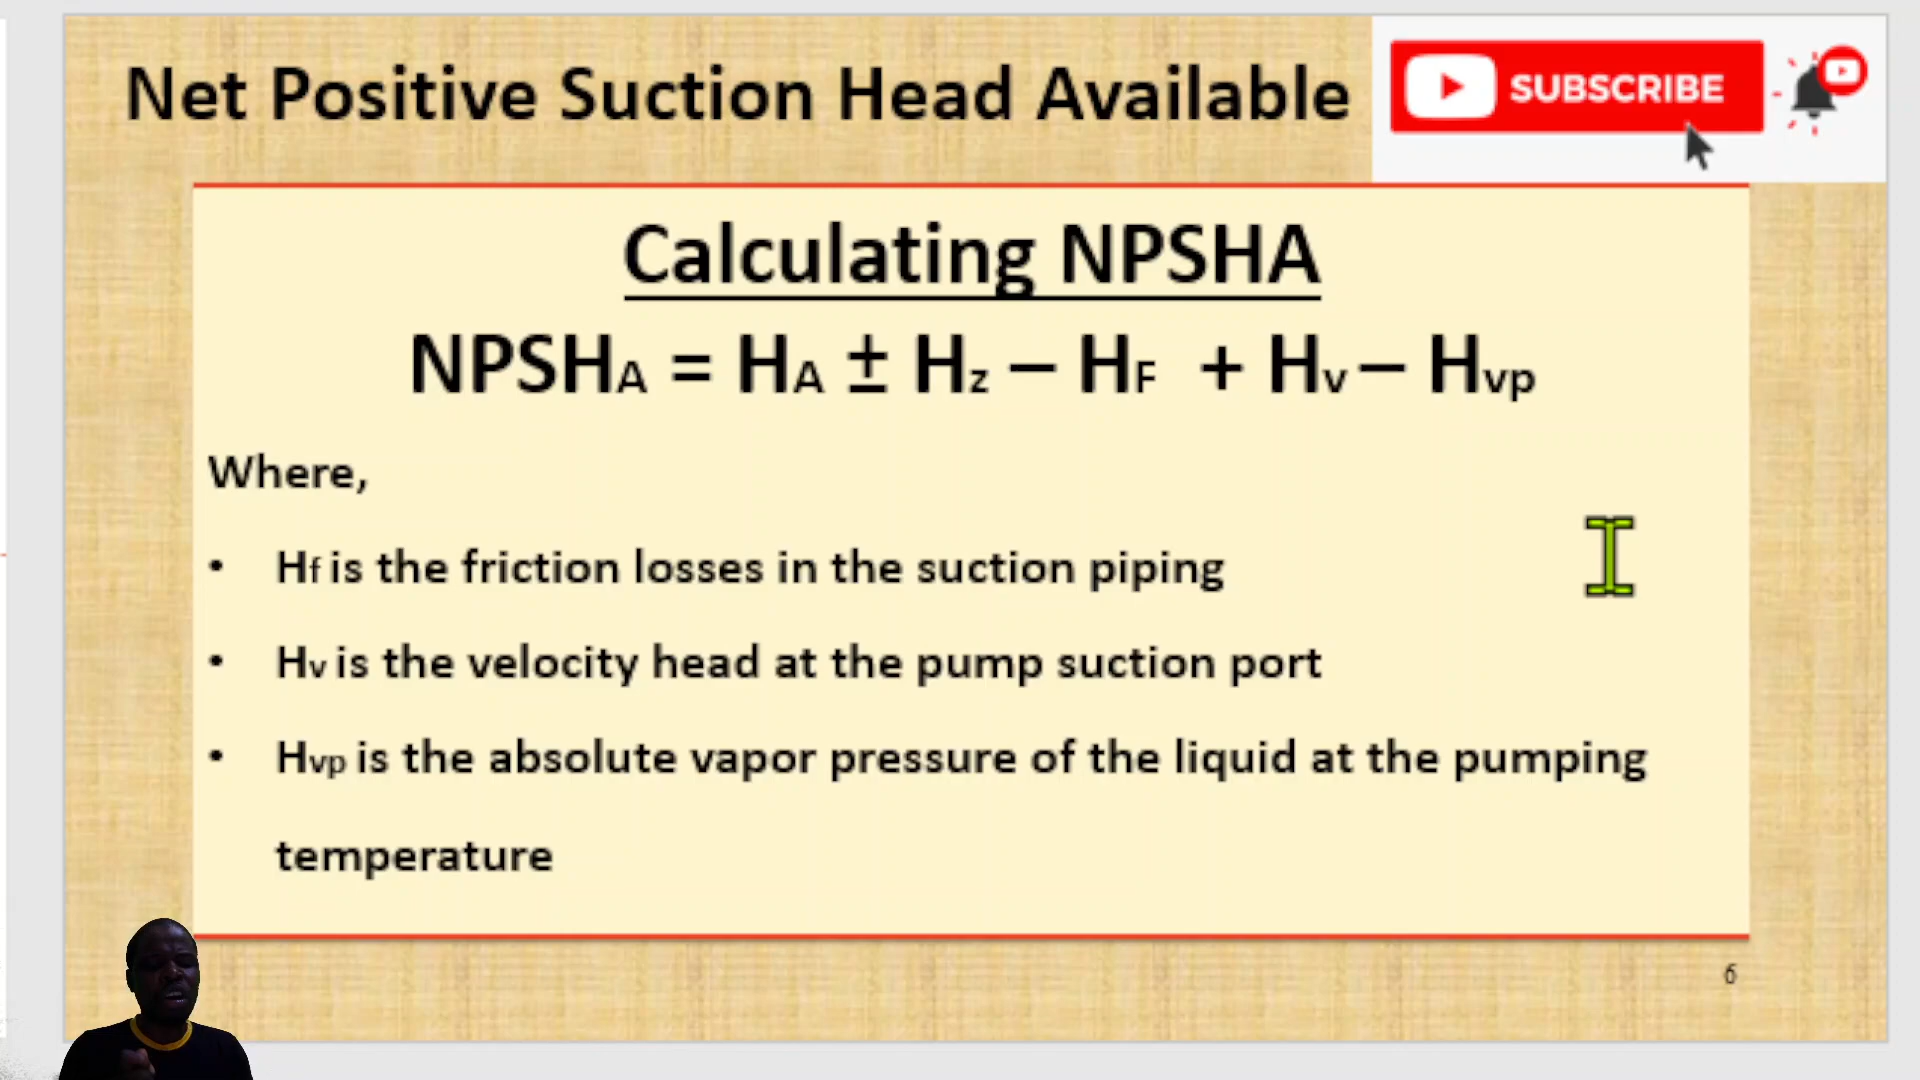 Net Positive Suction Head Available
SUBSCRIBE
Calculating NPSHA
NPSHA = HA ± Hz – HF + Hv – Hvp
Where,
• Hf is the friction losses in the suction piping
• Hv is the velocity head at the pump suction port
• Hvp is the absolute vapor pressure of the liquid at the pumping
temperature
6